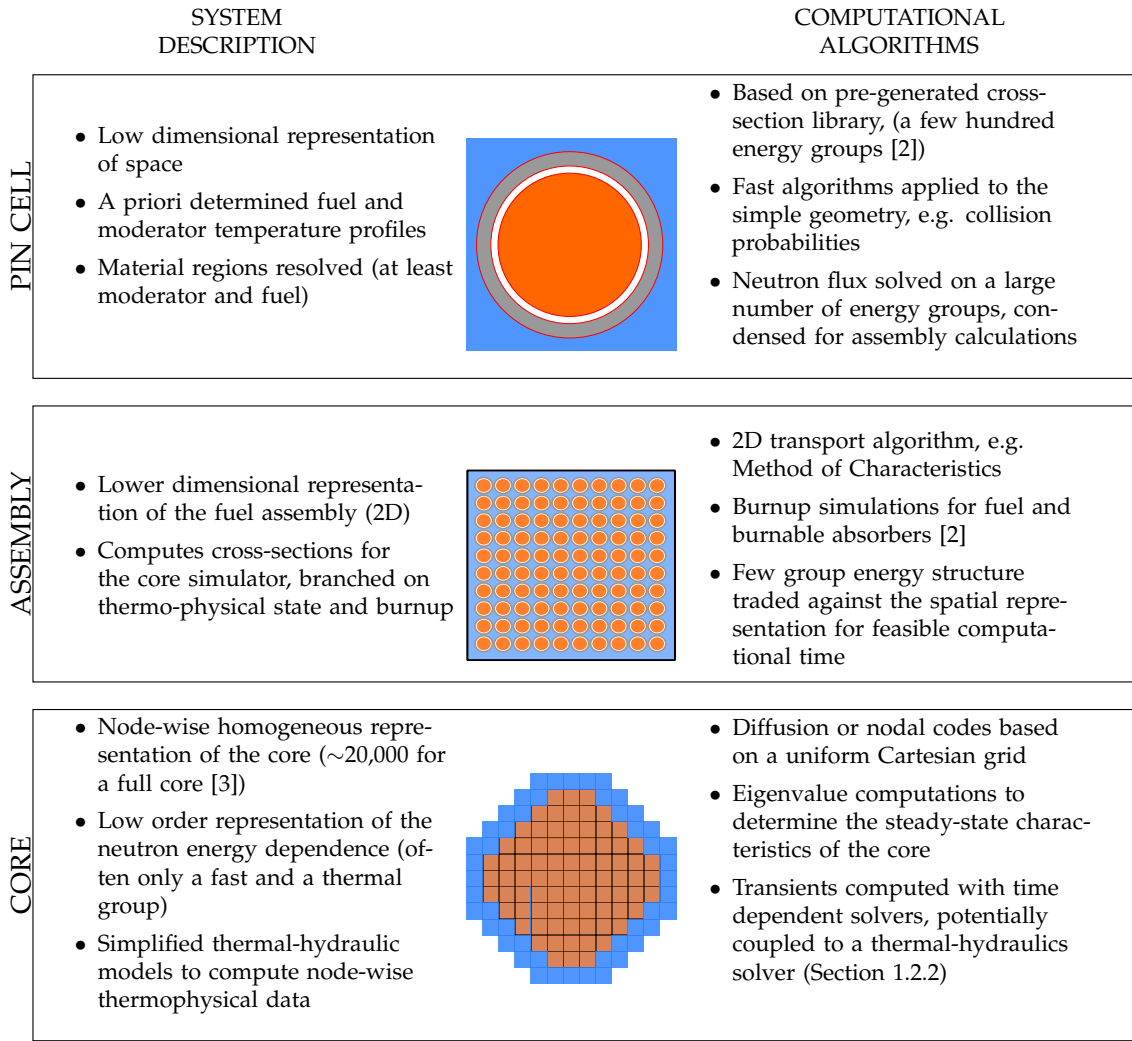 SYSTEM
DESCRIPTION
COMPUTATIONAL
ALGORITHMS
PIN CELL
• Low dimensional representation
of space
• A priori determined fuel and
moderator temperature profiles
• Material regions resolved (at least
moderator and fuel)
• Based on pre-generated cross-
section library, (a few hundred
energy groups [2])
• Fast algorithms applied to the
simple geometry, e.g. collision
probabilities
• Neutron flux solved on a large
number of energy groups, con-
densed for assembly calculations
ASSEMBLY
• Lower dimensional representa-
tion of the fuel assembly (2D)
• Computes cross-sections for
the core simulator, branched on
thermo-physical state and burnup
• 2D transport algorithm, e.g.
Method of Characteristics
• Burnup simulations for fuel and
burnable absorbers [2]
• Few group energy structure
traded against the spatial repre-
sentation for feasible computa-
tional time
CORE
• Node-wise homogeneous repre-
sentation of the core (∼20,000 for
a full core [3])
• Low order representation of the
neutron energy dependence (of-
ten only a fast and a thermal
group)
• Simplified thermal-hydraulic
models to compute node-wise
thermophysical data
• Diffusion or nodal codes based
on a uniform Cartesian grid
• Eigenvalue computations to
determine the steady-state charac-
teristics of the core
• Transients computed with time
dependent solvers, potentially
coupled to a thermal-hydraulics
solver (Section 1.2.2)